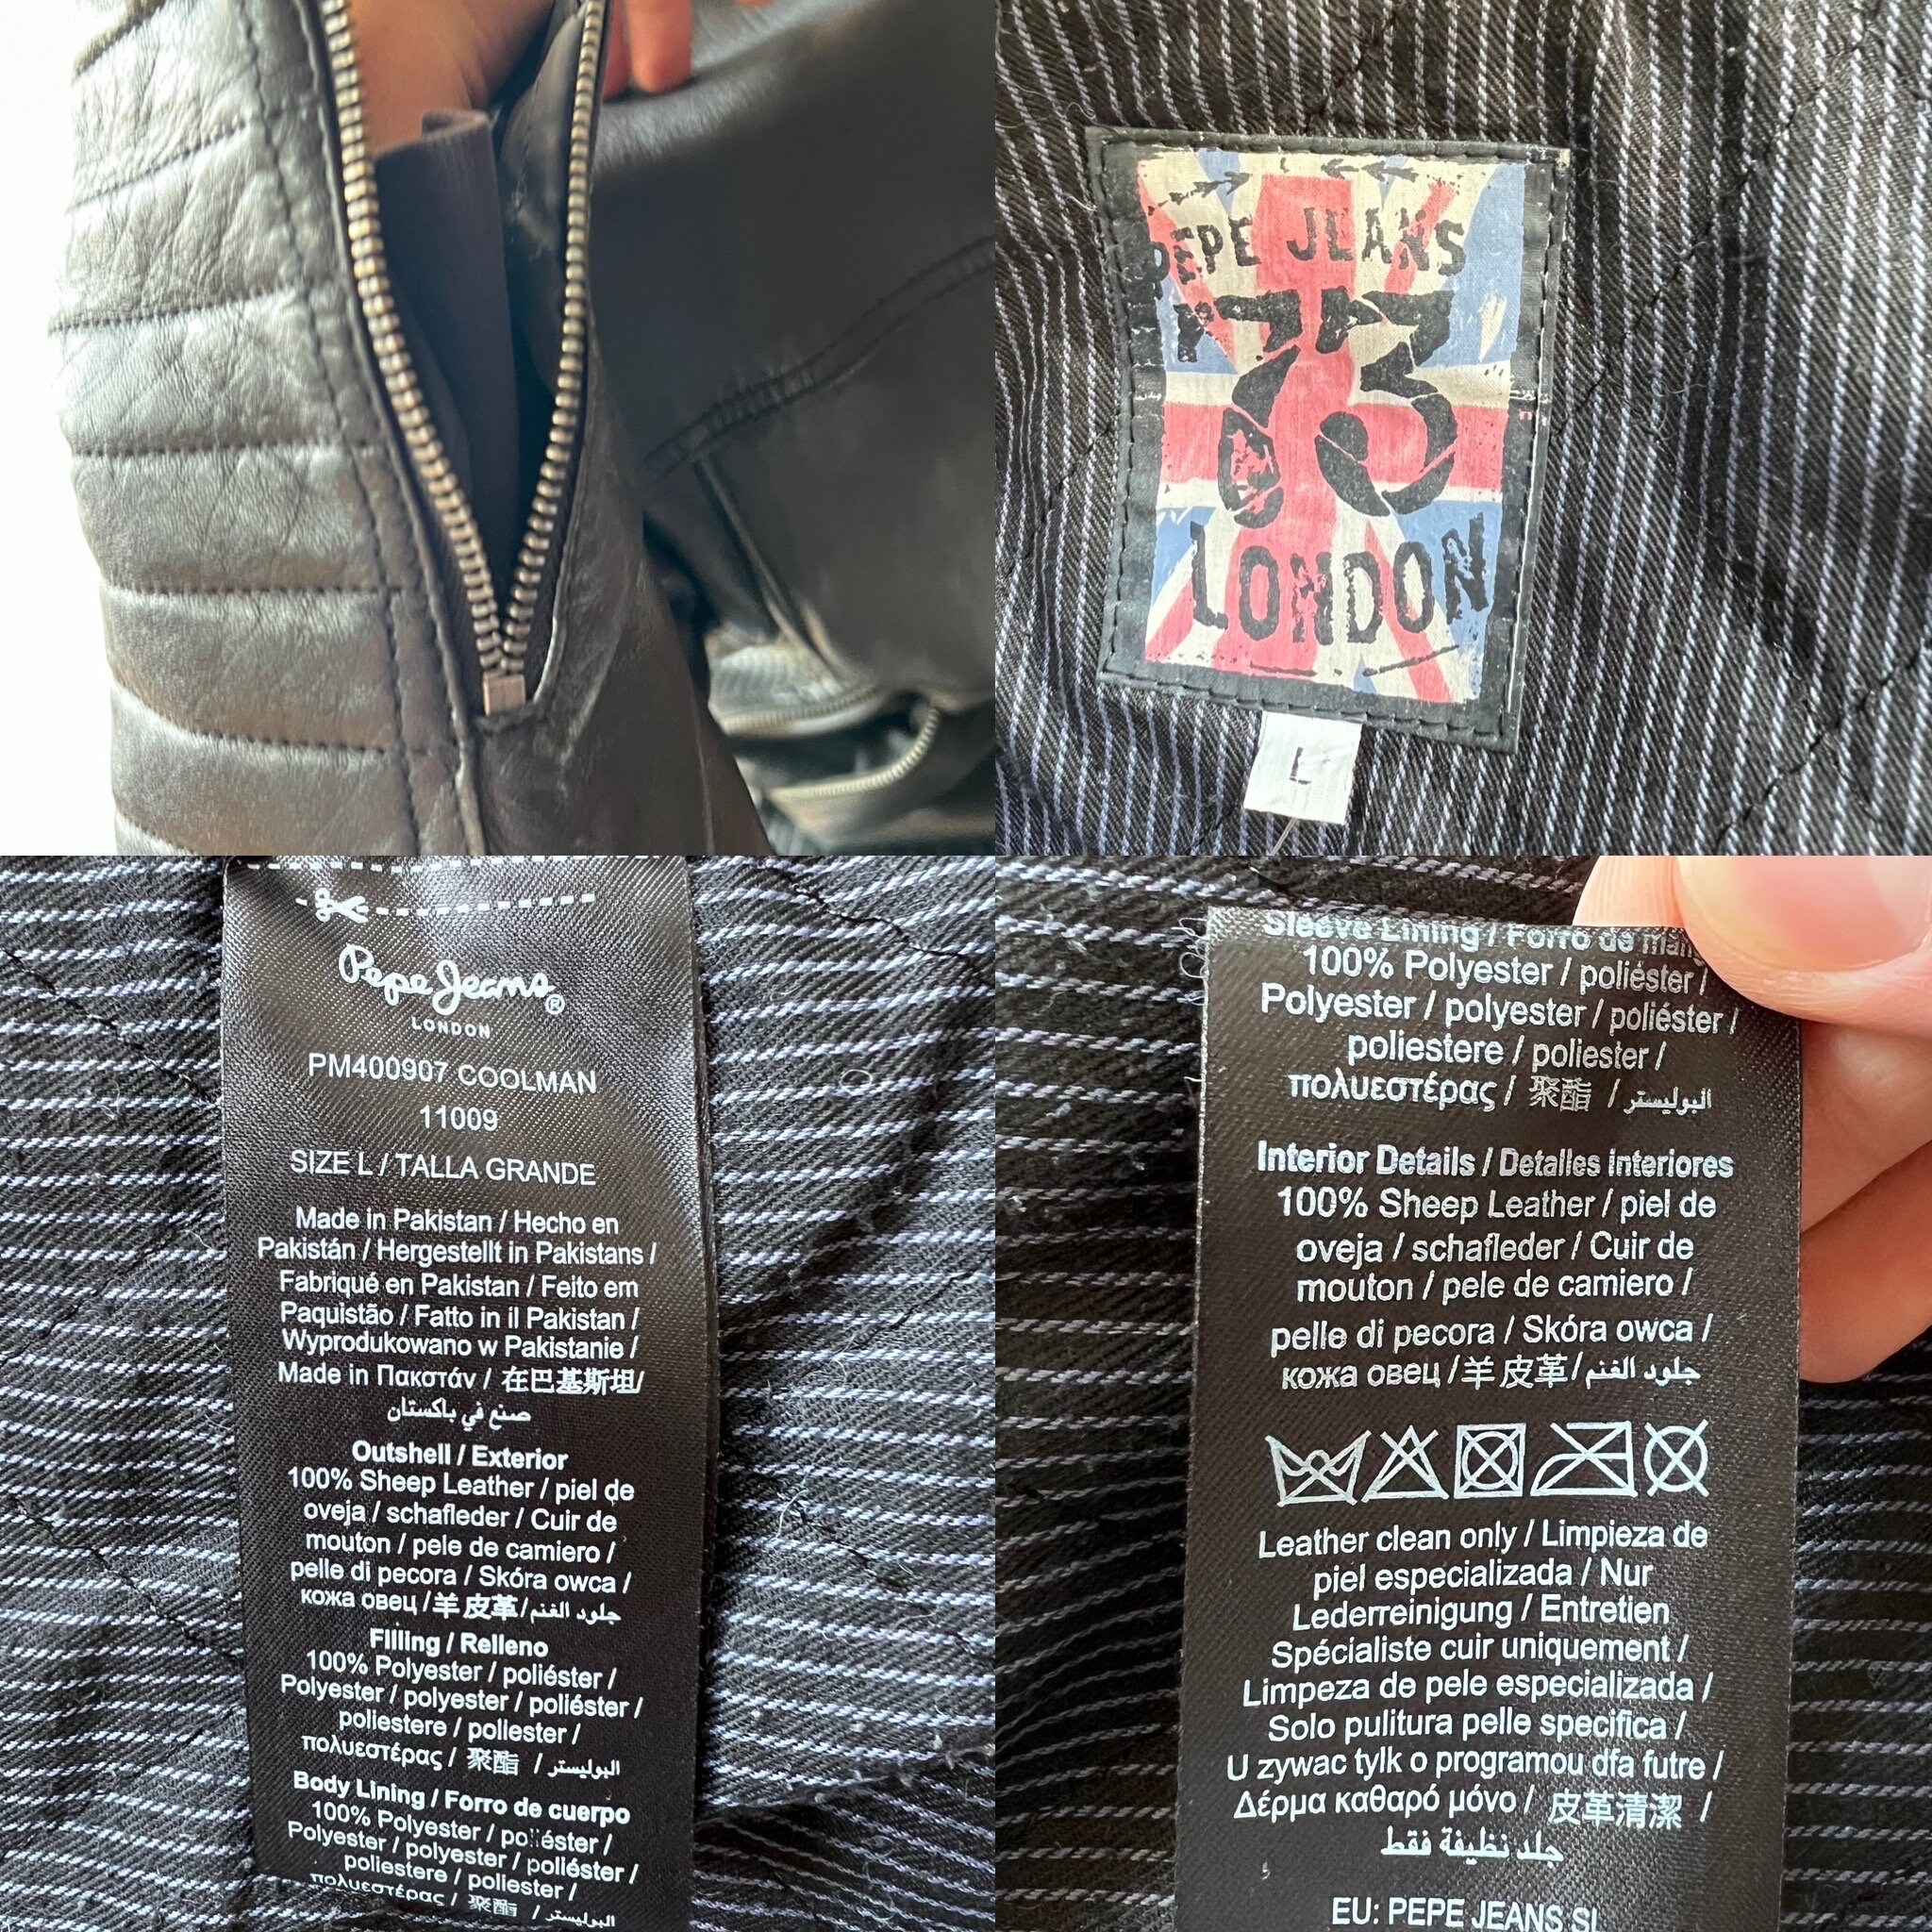 PEPE JEANS
73
LONDON
L
Pepe Jeans®
LONDON
PM400907 COOLMAN
11009
SIZE L / TALLA GRANDE
Made in Pakistan / Hecho en
Pakistán / Hergestellt in Pakistans /
Fabriqué en Pakistan / Feito em
Paquistão / Fatto in il Pakistan /
Wyprodukowano w Pakistanie /
Made in Πακστάν / 在巴基斯坦/
صنع في باكستان
Outshell / Exterior
100% Sheep Leather / piel de
oveja / schafleder / Cuir de
mouton / pele de camiero /
pelle di pecora / Skóra owca /
кожа овец /羊皮革/جلود الغنم
Filling / Relleno
100% Polyester / poliéster /
Polyester / polyester / poliéster /
poliestere / poliester /
πολυεστέρας / 聚酯 / البوليستر
Body Lining / Forro de cuerpo
100% Polyester / poliéster /
Polyester / polyester / poliéster /
poliestere / poliester /
πολυεστέρας / 聚酯 / البوليستر
Sleeve Lining / Forro de
100% Polyester / poliéster /
Polyester / polyester / poliéster /
poliestere / poliester /
πολυεστέρας / 聚酯 / البوليستر
Interior Details / Detalles interiores
100% Sheep Leather / piel de
oveja / schafleder / Cuir de
mouton / pele de camiero /
pelle di pecora / Skóra owca /
кожа овец /羊皮革/جلود الغنم
Leather clean only / Limpieza de
piel especializada / Nur
Lederreinigung / Entretien
Spécialiste cuir uniquement /
Limpeza de pele especializada /
Solo pulitura pelle specifica /
U zywac tylk o programou dfa futre /
Δέρμα καθαρό μόνο / 皮革清潔 /
جلد نظيفة فقط
EU: PEPE JEANS SL